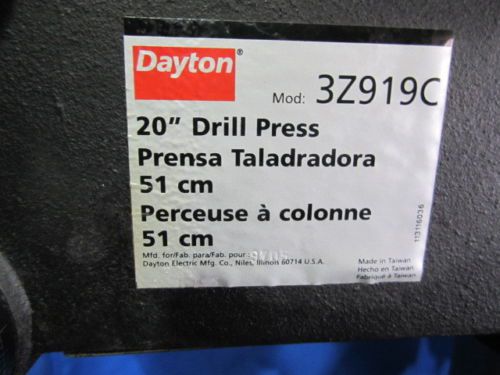 Dayton®
Mod: 3Z919C
20" Drill Press
Prensa Taladradora
51 cm
Perceuse à colonne
51 cm
Mfd. for/Fab. para/Fab. pour
Dayton Electric Mfg. Co., Niles, Illinois 60714 U.S.A.
Made in Taiwan
Hecho en Taiwan
Fabriqué à Taiwan
113116036